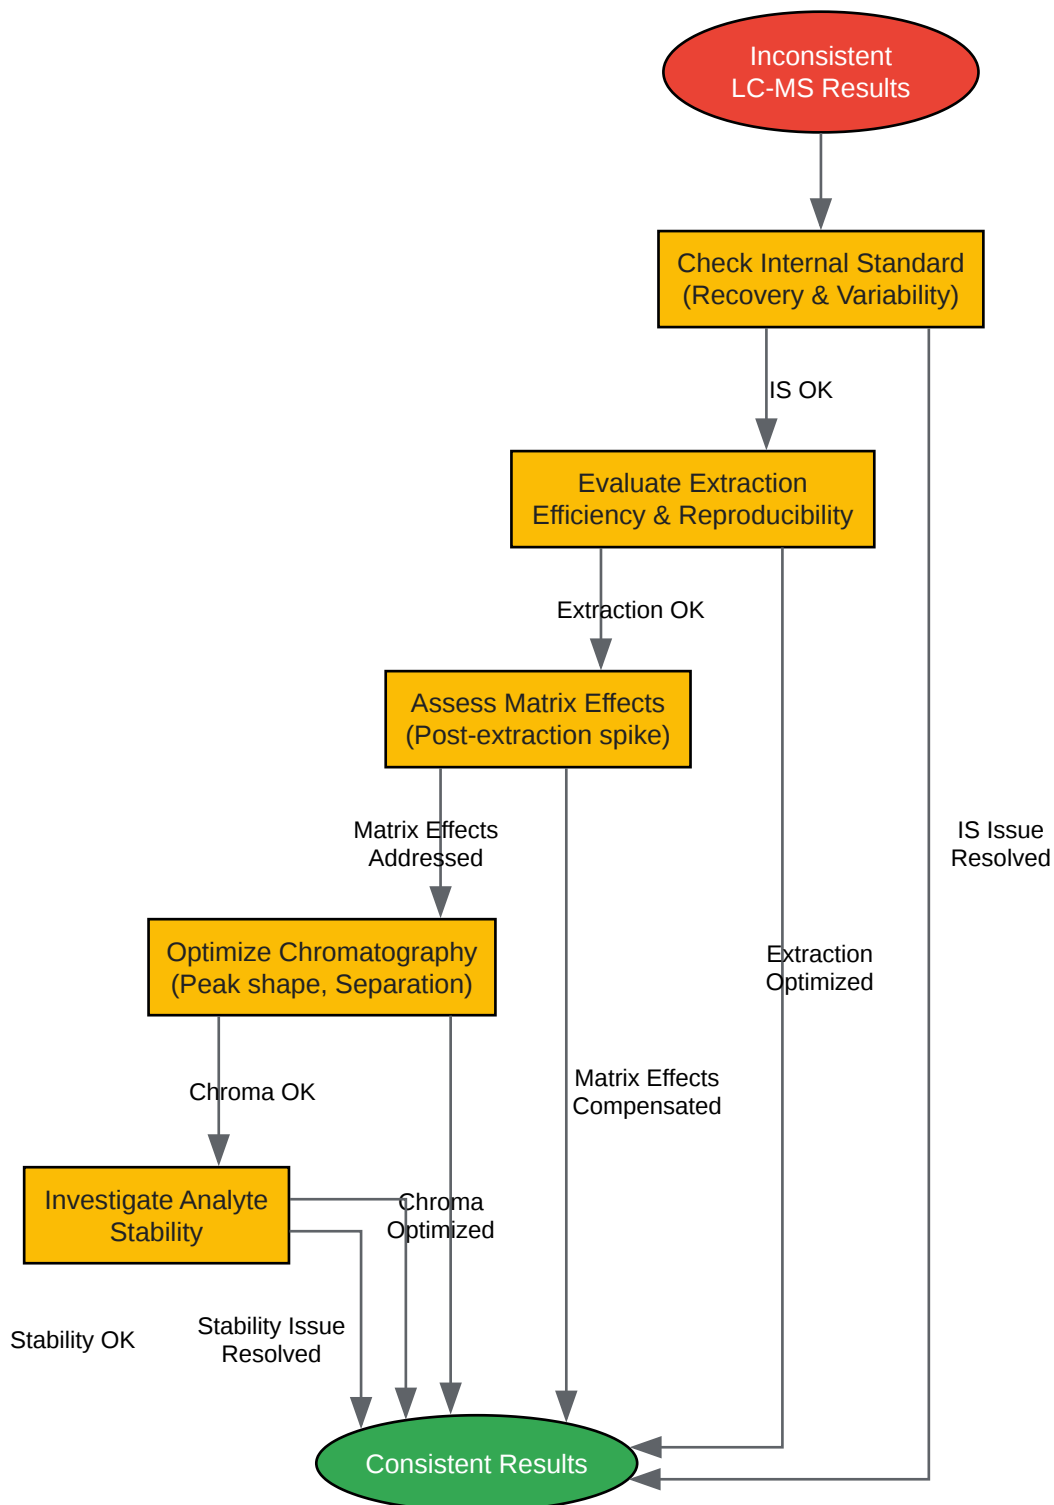 Inconsistent
LC-MS Results
Check Internal Standard
(Recovery & Variability)
IS OK
Evaluate Extraction
Efficiency & Reproducibility
Extraction OK
Assess Matrix Effects
(Post-extraction spike)
Matrix Effects
Addressed
IS Issue
Resolved
Optimize Chromatography
(Peak shape, Separation)
Extraction
Optimized
Chroma OK
Matrix Effects
Compensated
Investigate Analyte
Stability
Chroma
Optimized
Stability OK
Stability Issue
Resolved
Consistent Results